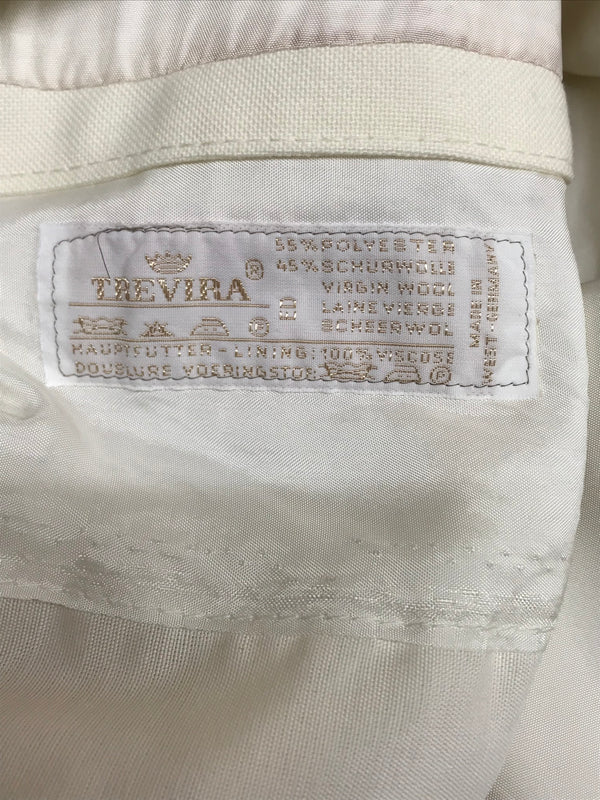 TREVIRA ®
55% POLYESTER
45% SCHURWOLLE
VIRGIN WOOL
LAINE VIERGE
SCHEERWOL
MADE IN
WEST-GERMANY
HAUPTFUTTER - LINING: 100% VISCOSE
DOUBLURE VOERINGSTOF